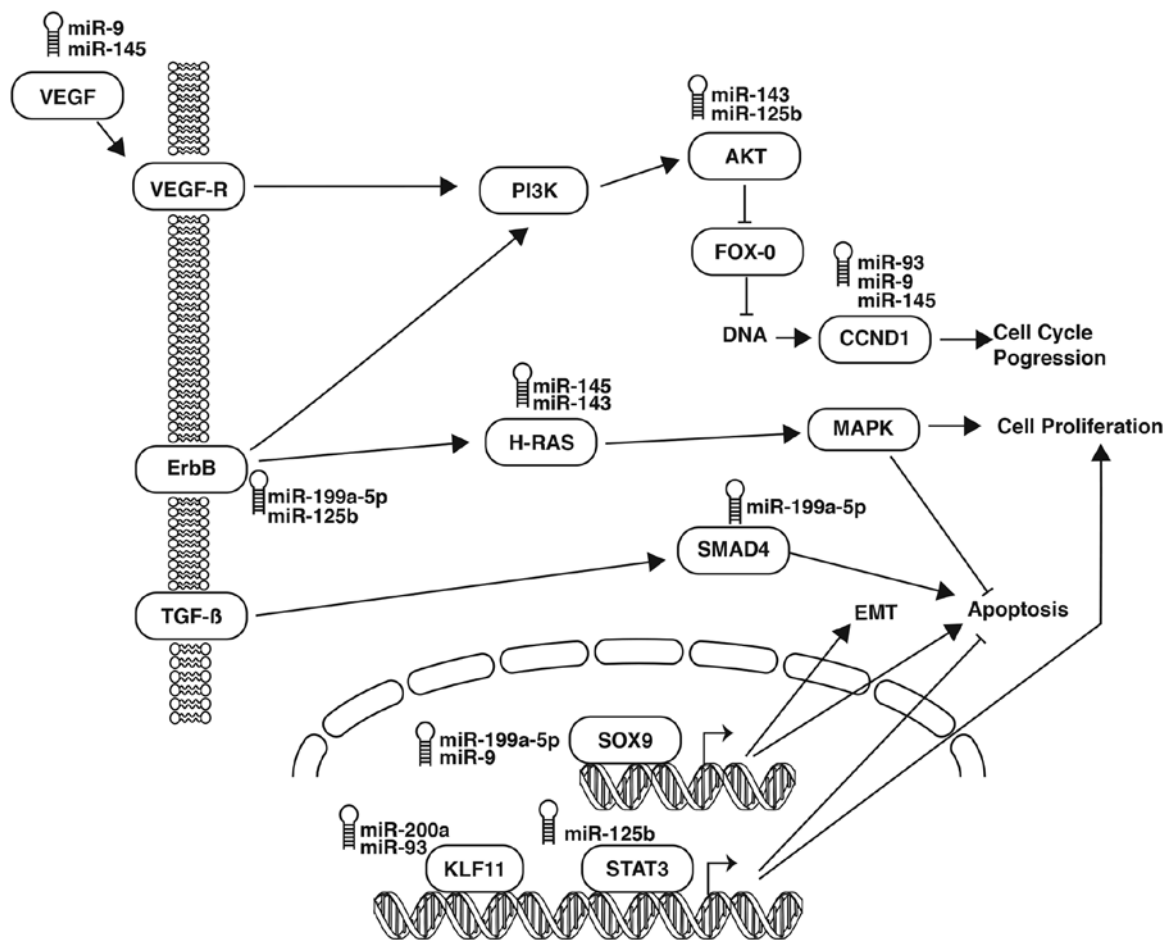 miR-9
miR-145
VEGF
VEGF-R
PI3K
miR-143
miR-125b
AKT
FOX-0
miR-93
miR-9
miR-145
DNA
CCND1
Cell Cycle
Pogression
miR-145
miR-143
H-RAS
MAPK
Cell Proliferation
ErbB
miR-199a-5p
miR-125b
miR-199a-5p
SMAD4
TGF-ß
EMT
Apoptosis
miR-199a-5p
miR-9
SOX9
miR-200a
miR-93
KLF11
miR-125b
STAT3